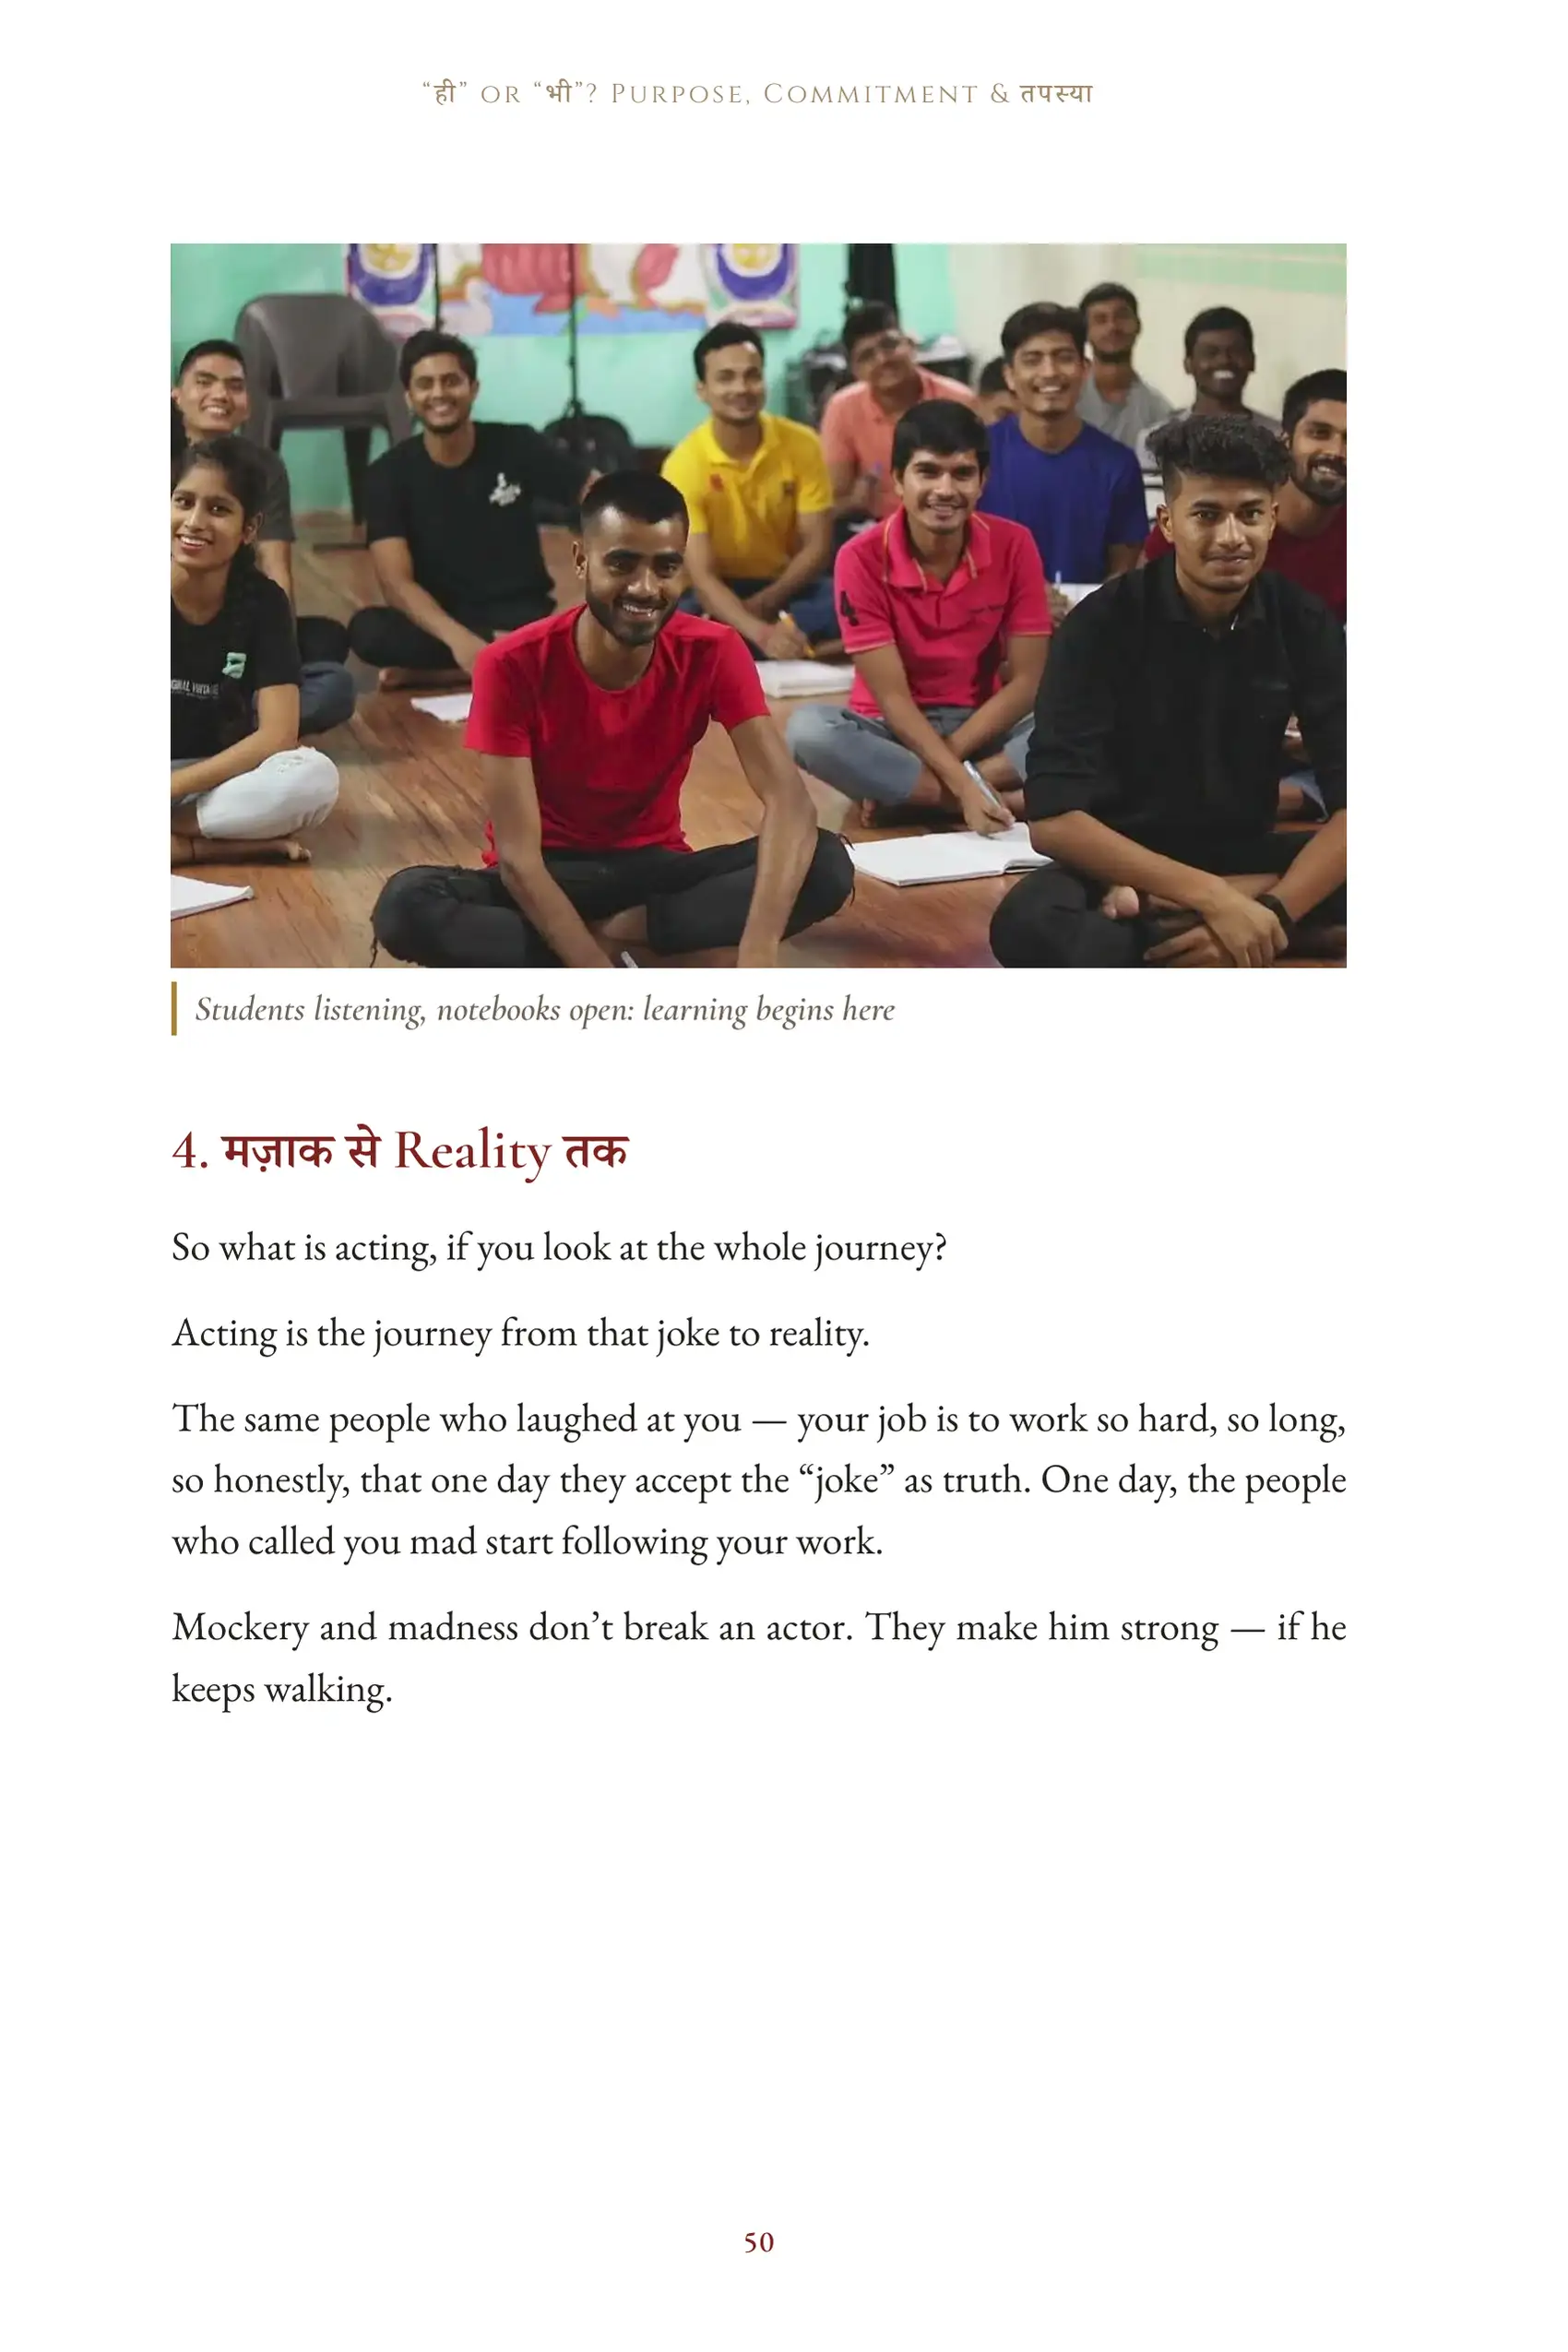 “ही” OR “भी”? PURPOSE, COMMITMENT & तपस्या
Students listening, notebooks open: learning begins here
4. मज़ाक से Reality तक
So what is acting, if you look at the whole journey?
Acting is the journey from that joke to reality.
The same people who laughed at you — your job is to work so hard, so long,
so honestly, that one day they accept the “joke” as truth. One day, the people
who called you mad start following your work.
Mockery and madness don’t break an actor. They make him strong — if he
keeps walking.
50